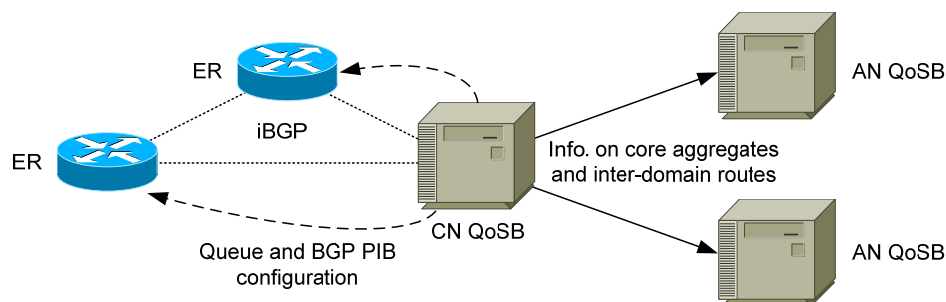 ER
AN QoSB
iBGP
ER
Info. on core aggregates
and inter-domain routes
CN QoSB
Queue and BGP PIB
configuration
AN QoSB